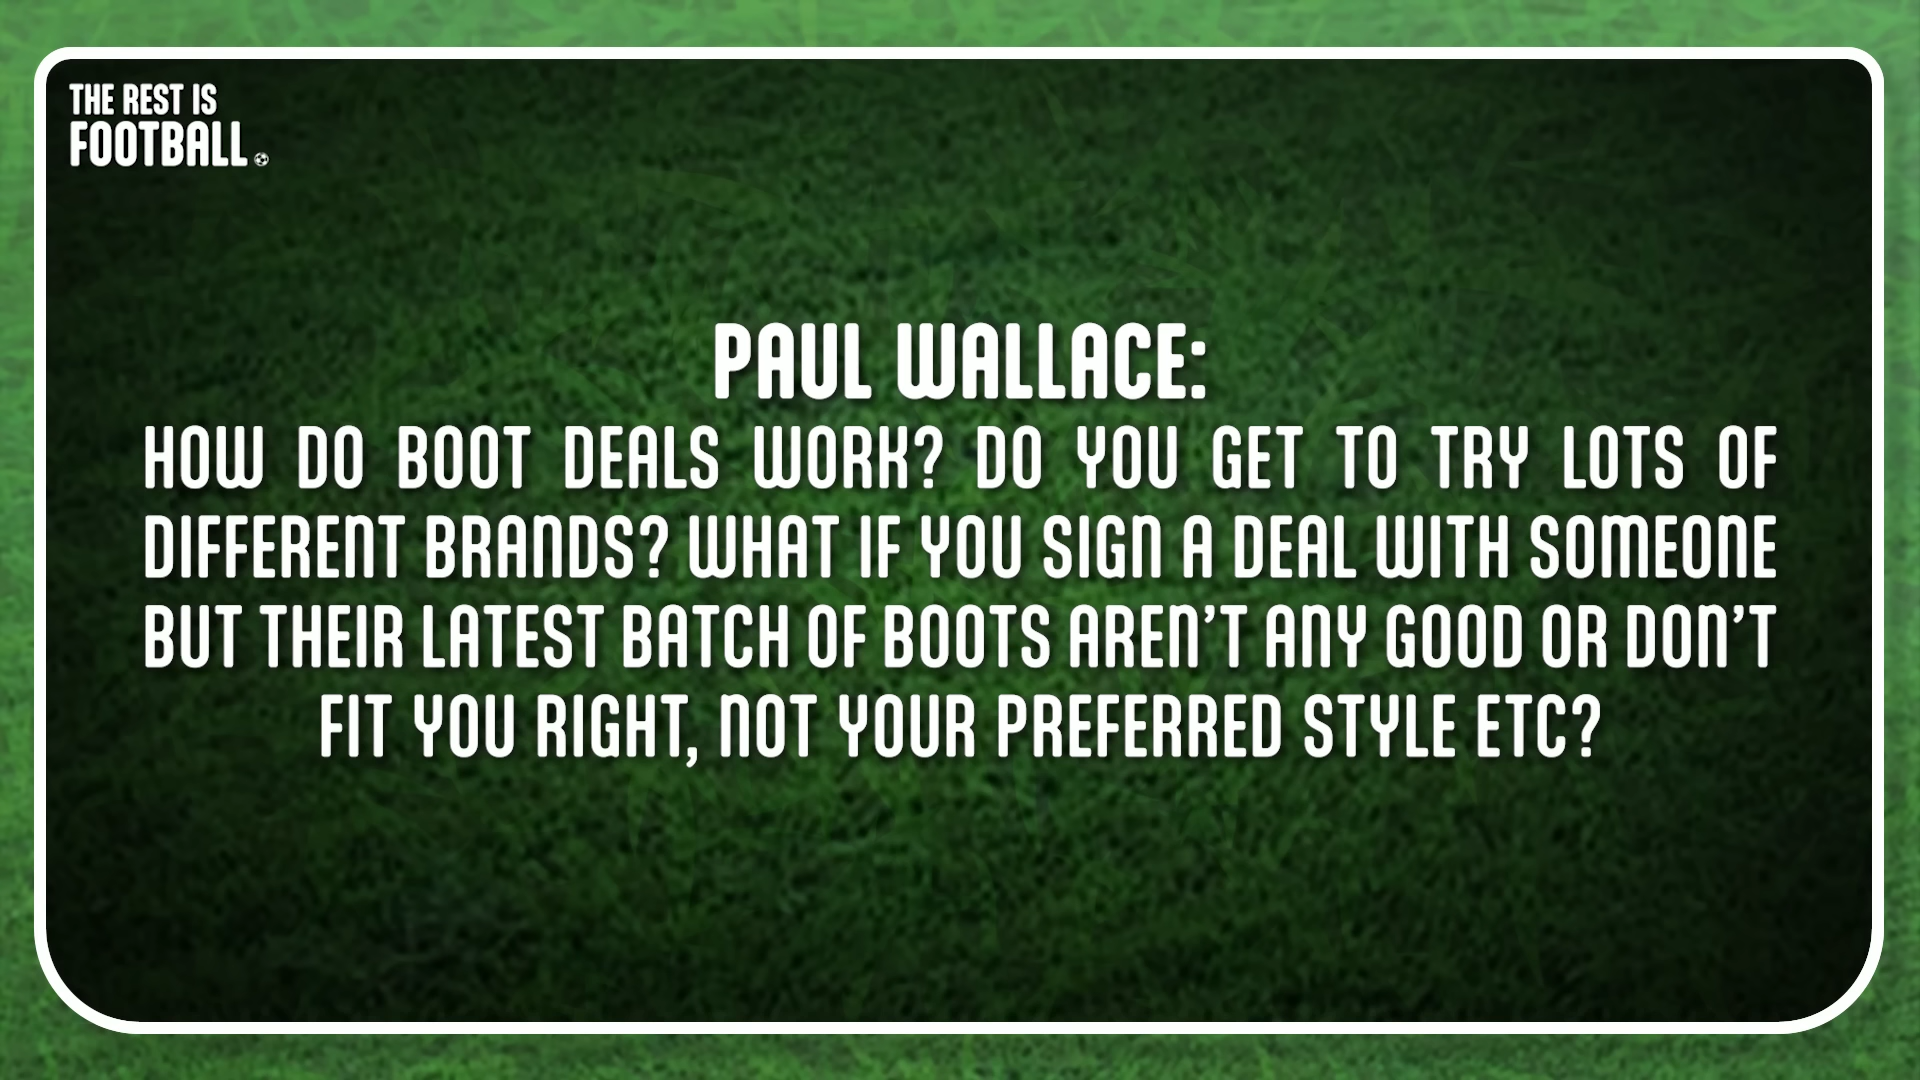 THE REST IS
FOOTBALL
PAUL WALLACE:
HOW DO BOOT DEALS WORK? DO YOU GET TO TRY LOTS OF
DIFFERENT BRANDS? WHAT IF YOU SIGN A DEAL WITH SOMEONE
BUT THEIR LATEST BATCH OF BOOTS AREN'T ANY GOOD OR DON'T
FIT YOU RIGHT, NOT YOUR PREFERRED STYLE ETC?